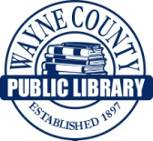 WAYNE COUNTY
PUBLIC LIBRARY
ESTABLISHED 1897